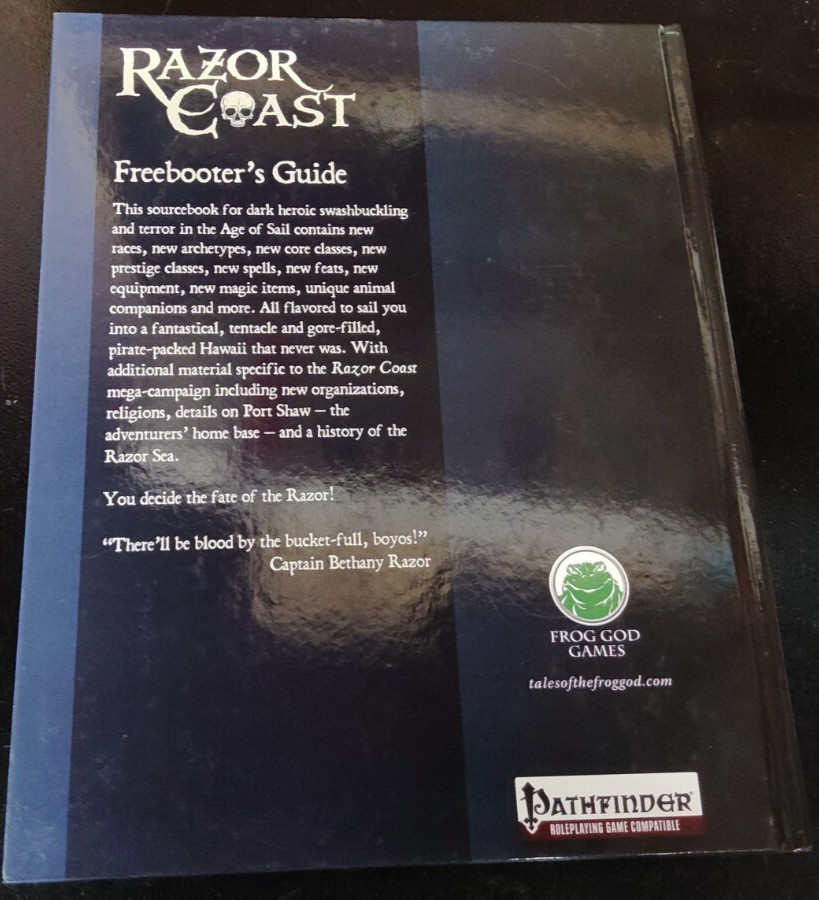 RAZOR
COAST
Freebooter's Guide
This sourcebook for dark heroic swashbuckling
and terror in the Age of Sail contains new
races, new archetypes, new core classes, new
prestige classes, new spells, new feats, new
equipment, new magic items, unique animal
companions and more. All flavored to sail you
into a fantastical, tentacle and gore-filled,
pirate-packed Hawaii that never was. With
additional material specific to the Razor Coast
mega-campaign including new organizations,
religions, details on Port Shaw – the
adventurers' home base – and a history of the
Razor Sea.
You decide the fate of the Razor!
“There'll be blood by the bucket-full, boyos!”
Captain Bethany Razor
FROG GOD
GAMES
talesofthefroggod.com
PATHFINDER®
ROLEPLAYING GAME COMPATIBLE